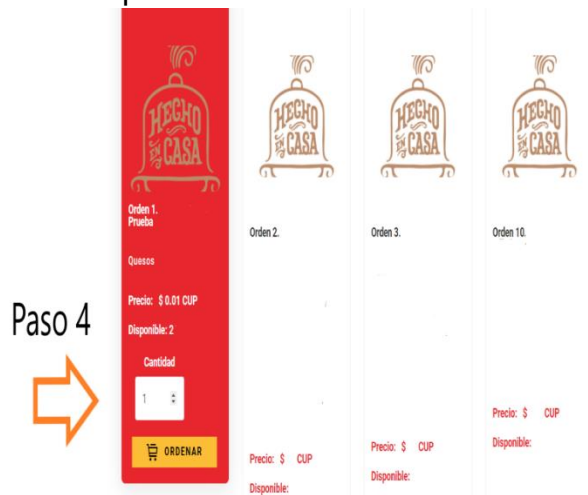 HECHO
EN CASA
Orden 1.
Prueba
Quesos
Precio: $ 0.01 CUP
Disponible: 2
Cantidad
1
ORDENAR
HECHO
EN CASA
Orden 2.
Precio: $ CUP
Disponible:
HECHO
EN CASA
Orden 3.
Precio: $ CUP
Disponible:
HECHO
EN CASA
Orden 10.
Precio: $ CUP
Disponible:
Paso 4